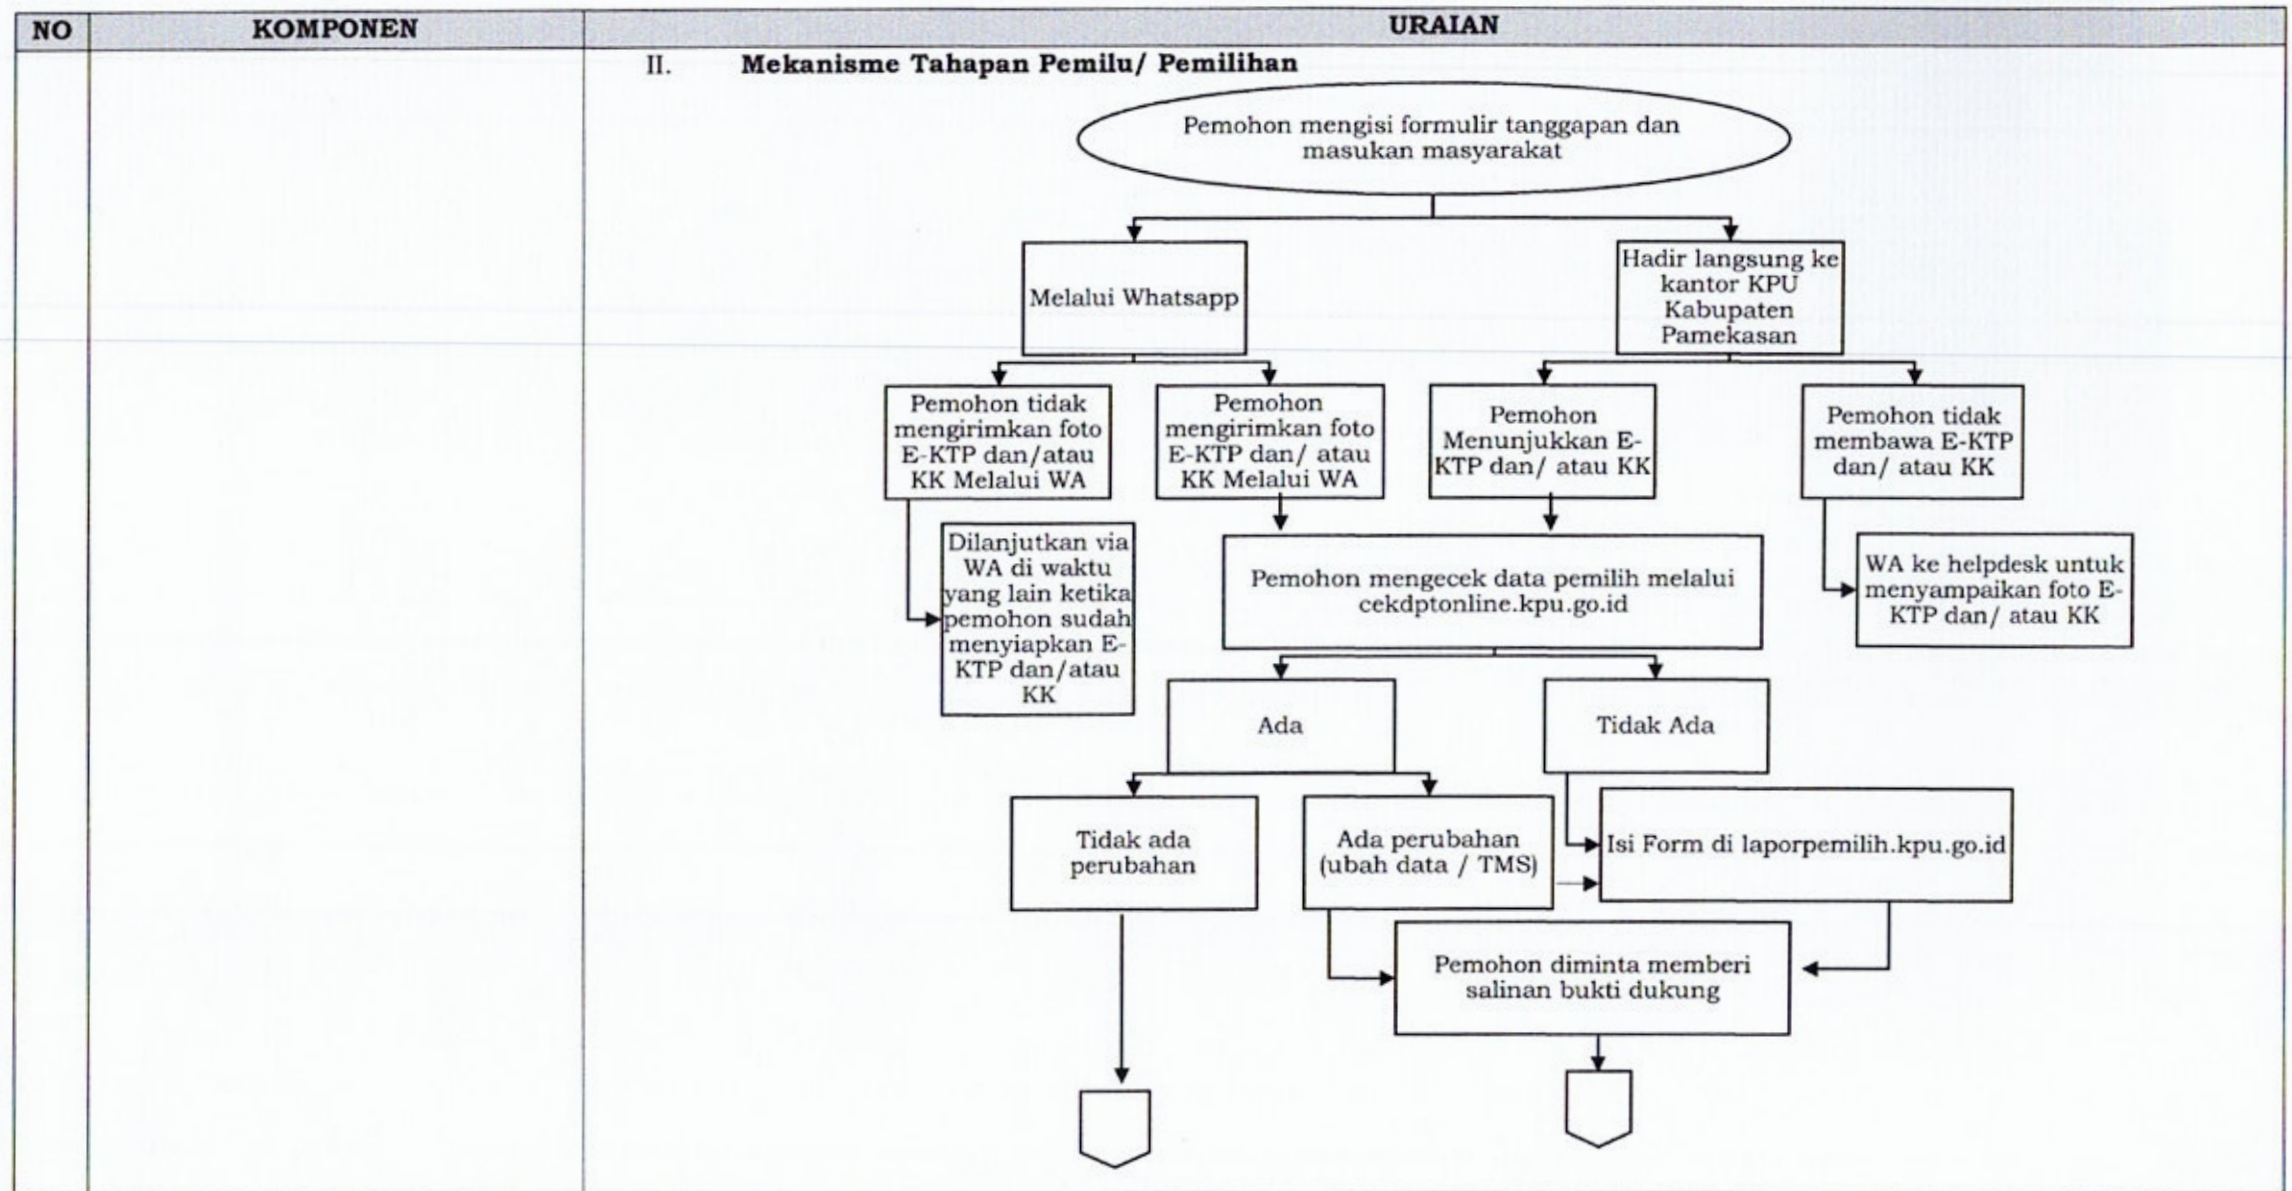 NO
KOMPONEN
URAIAN
II. Mekanisme Tahapan Pemilu/ Pemilihan
Pemohon mengisi formulir tanggapan dan
masukan masyarakat
Melalui Whatsapp
Hadir langsung ke
kantor KPU
Kabupaten
Pamekasan
Pemohon tidak
mengirimkan foto
E-KTP dan/atau
KK Melalui WA
Pemohon
mengirimkan foto
E-KTP dan/ atau
KK Melalui WA
Pemohon
Menunjukkan E-
KTP dan/ atau KK
Pemohon tidak
membawa E-KTP
dan/ atau KK
Dilanjutkan via
WA di waktu
yang lain ketika
pemohon sudah
menyiapkan E-
KTP dan/atau
KK
Pemohon mengecek data pemilih melalui
cekdptonline.kpu.go.id
WA ke helpdesk untuk
menyampaikan foto E-
KTP dan/ atau KK
Ada
Tidak Ada
Tidak ada
perubahan
Ada perubahan
(ubah data / TMS)
Isi Form di laporpemilih.kpu.go.id
Pemohon diminta memberi
salinan bukti dukung